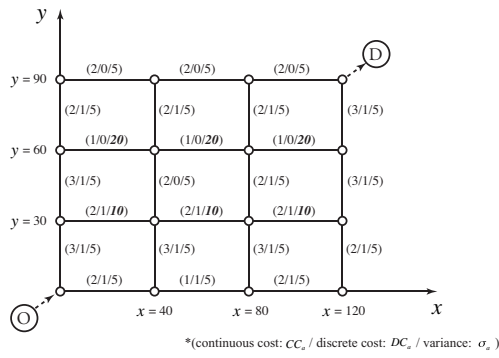 y
D
(2/0/5) (2/0/5) (2/0/5)
y = 90
(2/1/5) (2/1/5) (2/1/5) (3/1/5)
(1/0/20) (1/0/20) (1/0/20)
y = 60
(3/1/5) (2/0/5) (2/1/5) (3/1/5)
(2/1/10) (2/1/10) (2/1/10)
y = 30
(3/1/5) (3/1/5) (3/1/5) (2/1/5)
(2/1/5) (1/1/5) (2/1/5)
O
x = 40 x = 80 x = 120 x
*(continuous cost: CCₐ / discrete cost: DCₐ / variance: σₐ )